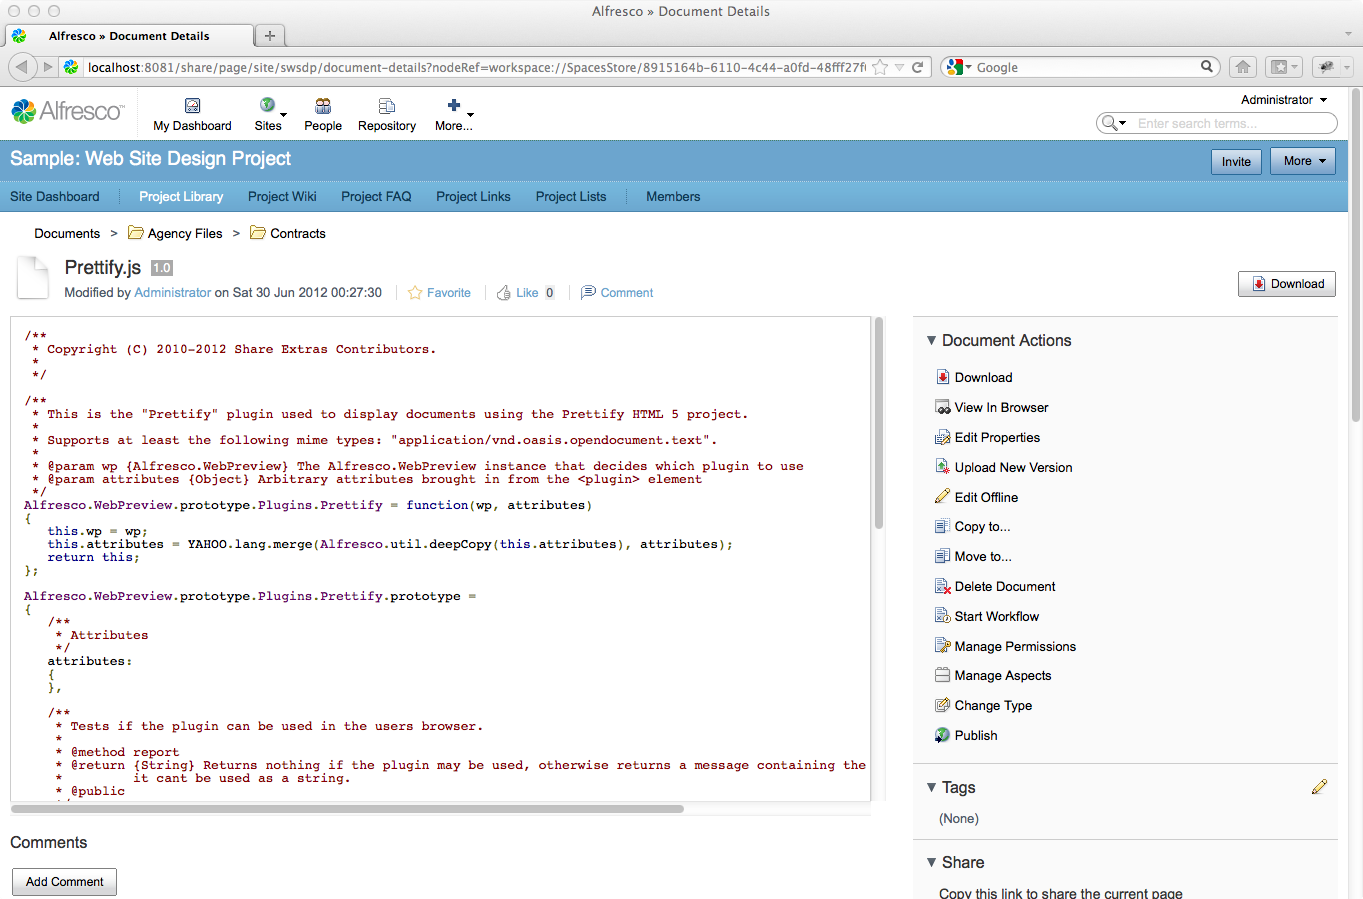 Alfresco » Document Details
Alfresco » Document Details
localhost:8081/share/page/site/swsdp/document-details?nodeRef=workspace://SpacesStore/8915164b-6110-4c44-a0fd-48fff27f
Google
Alfresco™
My Dashboard
Sites
People
Repository
More...
Administrator
Enter search terms...
Sample: Web Site Design Project
Invite
More
Site Dashboard
Project Library
Project Wiki
Project FAQ
Project Links
Project Lists
Members
Documents > Agency Files > Contracts
Prettify.js 1.0
Modified by Administrator on Sat 30 Jun 2012 00:27:30
Favorite
Like 0
Comment
Download
/**
* Copyright (C) 2010-2012 Share Extras Contributors.
*
*/
/**
* This is the "Prettify" plugin used to display documents using the Prettify HTML 5 project.
*
* Supports at least the following mime types: "application/vnd.oasis.opendocument.text".
*
* @param wp {Alfresco.WebPreview} The Alfresco.WebPreview instance that decides which plugin to use
* @param attributes {Object} Arbitrary attributes brought in from the <plugin> element
*/
Alfresco.WebPreview.prototype.Plugins.Prettify = function(wp, attributes)
{
this.wp = wp;
this.attributes = YAHOO.lang.merge(Alfresco.util.deepCopy(this.attributes), attributes);
return this;
};
Alfresco.WebPreview.prototype.Plugins.Prettify.prototype =
{
/**
* Attributes
*/
attributes:
{
},
/**
* Tests if the plugin can be used in the users browser.
*
* @method report
* @return {String} Returns nothing if the plugin may be used, otherwise returns a message containing the
* it cant be used as a string.
* @public
Comments
Add Comment
Document Actions
Download
View In Browser
Edit Properties
Upload New Version
Edit Offline
Copy to...
Move to...
Delete Document
Start Workflow
Manage Permissions
Manage Aspects
Change Type
Publish
Tags
(None)
Share
Copy this link to share the current page